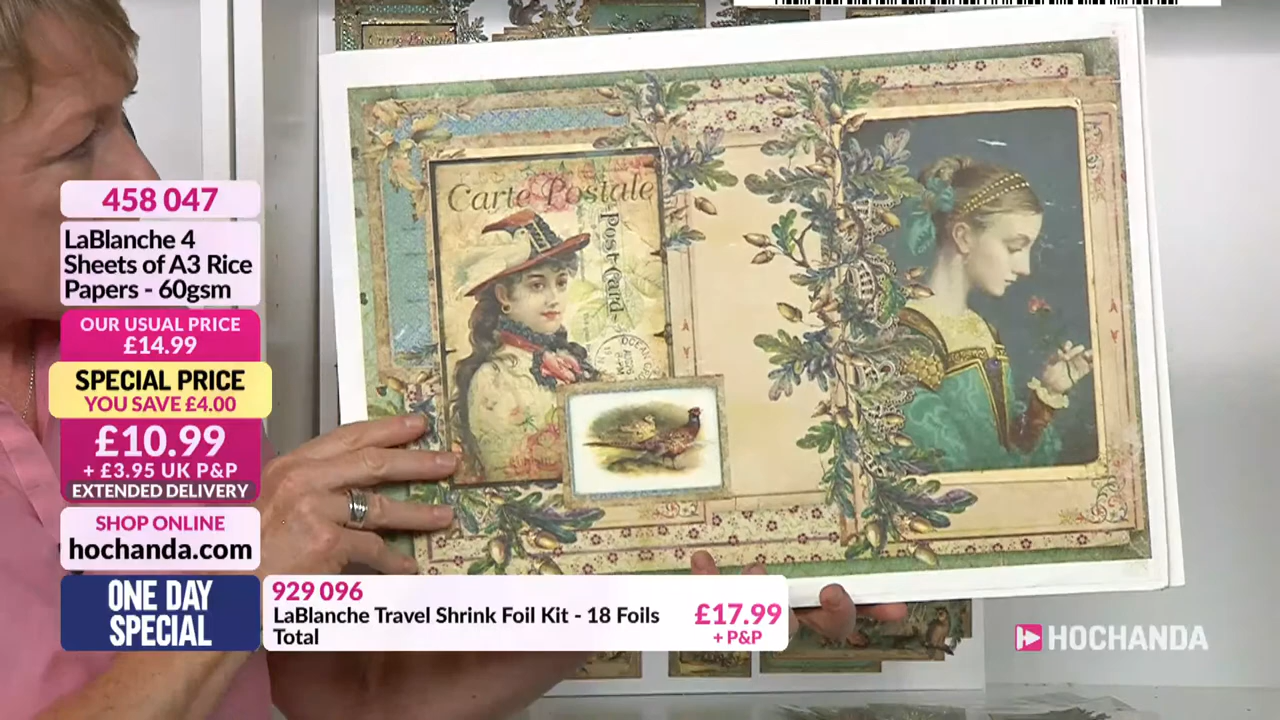 458 047
LaBlanche 4
Sheets of A3 Rice
Papers - 60gsm
OUR USUAL PRICE
£14.99
SPECIAL PRICE
YOU SAVE £4.00
£10.99
+ £3.95 UK P&P
EXTENDED DELIVERY
SHOP ONLINE
hochanda.com
ONE DAY
SPECIAL
929 096
LaBlanche Travel Shrink Foil Kit - 18 Foils
Total
£17.99
+ P&P
HOCHANDA
Carte Postale
Post Card
Carte Postale